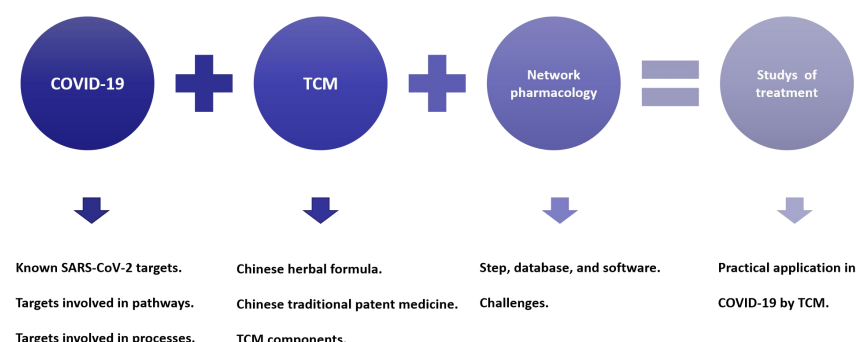 COVID-19
TCM
Network
pharmacology
Studys of
treatment
Known SARS-CoV-2 targets.
Targets involved in pathways.
Targets involved in processes.
Chinese herbal formula.
Chinese traditional patent medicine.
TCM components.
Step, database, and software.
Challenges.
Practical application in
COVID-19 by TCM.